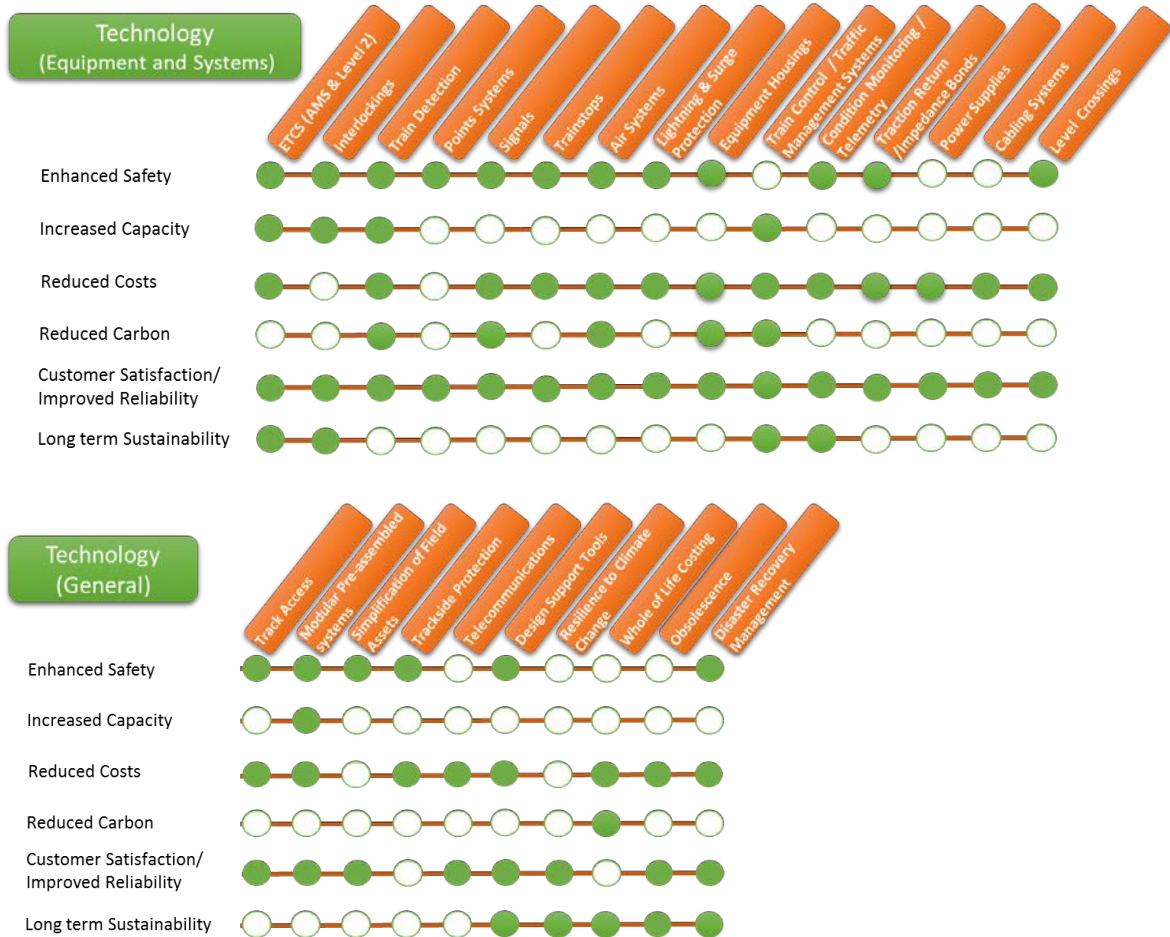 Technology
(Equipment and Systems)
ETCS (AMS & Level 2)
Interlockings
Train Detection
Points Systems
Signals
Trainstops
Air Systems
Lightning & Surge
Protection
Equipment Housings
Train Control / Traffic
Management Systems
Condition Monitoring /
Telemetry
Traction Return
/Impedance Bonds
Power Supplies
Cabling Systems
Level Crossings
Enhanced Safety
Increased Capacity
Reduced Costs
Reduced Carbon
Customer Satisfaction/
Improved Reliability
Long term Sustainability
Technology
(General)
Track Access
Modular Pre-assembled
systems
Simplification of Field
Assets
Trackside Protection
Telecommunications
Design Support Tools
Resilience to Climate
Change
Whole of Life Costing
Obsolescence
Disaster Recovery
Management
Enhanced Safety
Increased Capacity
Reduced Costs
Reduced Carbon
Customer Satisfaction/
Improved Reliability
Long term Sustainability